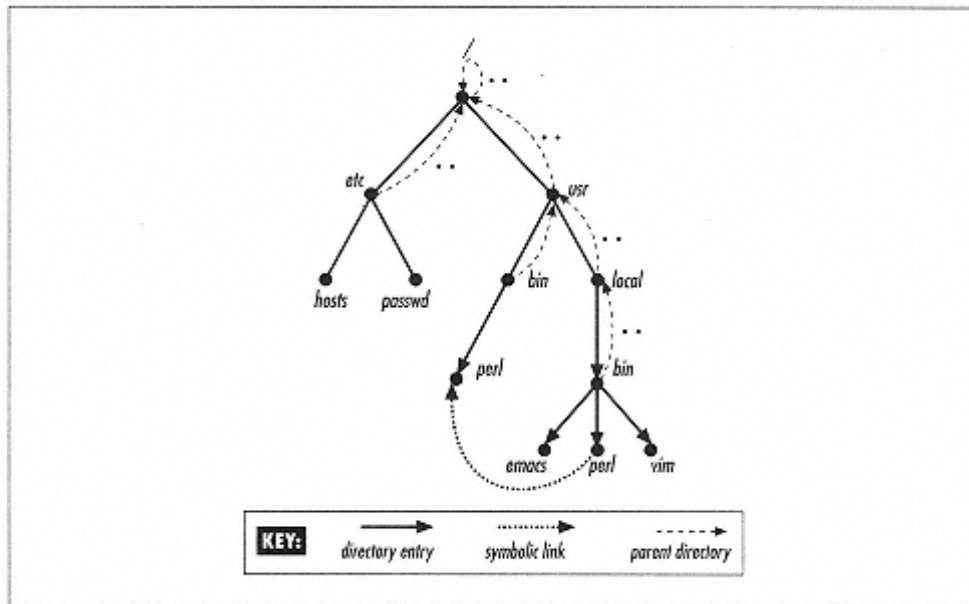 /
..
..
etc
..
usr
..
hosts
passwd
bin
local
..
perl
bin
emacs
perl
vim
KEY:
directory entry
symbolic link
parent directory